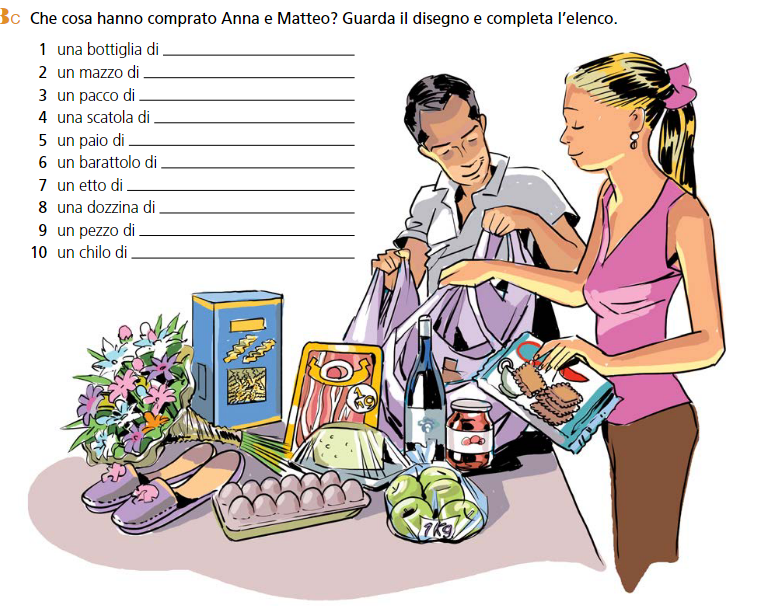 3c Che cosa hanno comprato Anna e Matteo? Guarda il disegno e completa l'elenco.
1 una bottiglia di
2 un mazzo di
3 un pacco di
4 una scatola di
5 un paio di
6 un barattolo di
7 un etto di
8 una dozzina di
9 un pezzo di
10 un chilo di
1Kg